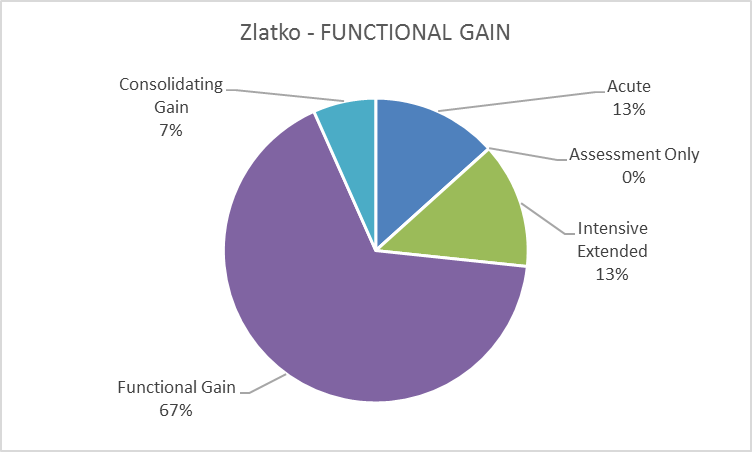 Zlatko - FUNCTIONAL GAIN
Consolidating
Gain
7%
Acute
13%
Assessment Only
0%
Intensive
Extended
13%
Functional Gain
67%